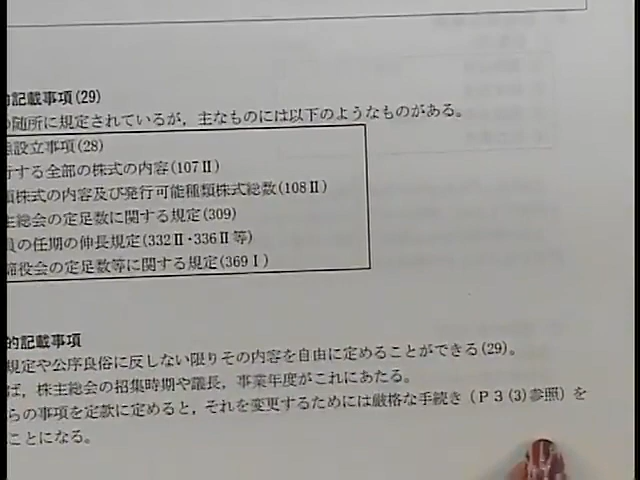 記載事項(29)
随所に規定されているが，主なものには以下のようなものがある。
設立事項(28)
行する全部の株式の内容(107Ⅱ)
類株式の内容及び発行可能種類株式総数(108Ⅱ)
主総会の定足数に関する規定(309)
員の任期の伸長規定(332Ⅱ・336Ⅱ等)
締役会の定足数等に関する規定(369Ⅰ)
的記載事項
規定や公序良俗に反しない限りその内容を自由に定めることができる(29)。
ば，株主総会の招集時期や議長，事業年度がこれにあたる。
らの事項を定款に定めると，それを変更するためには厳格な手続き（Ｐ３(3)参照）を
ことになる。